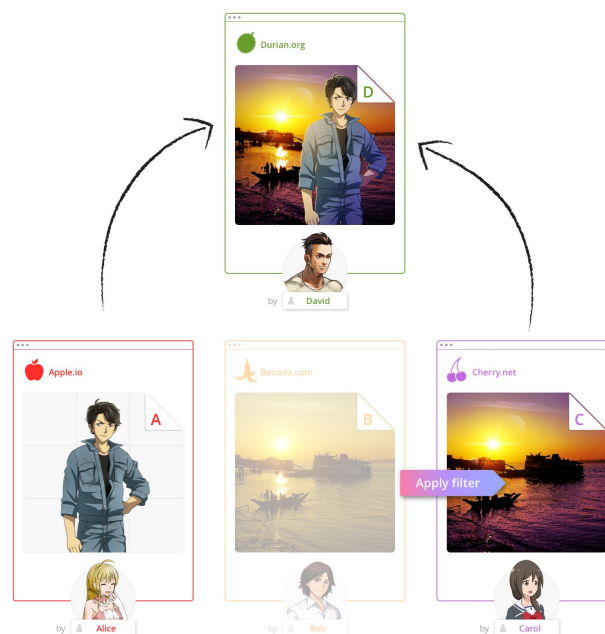 Durian.org
D
by David
Apple.io
A
by Alice
Banana.com
B
by Bob
Apply filter
Cherry.net
C
by Carol